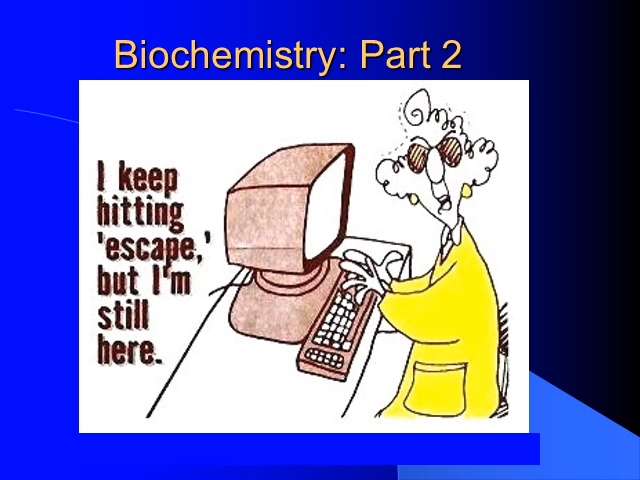 Biochemistry: Part 2
I keep
hitting
'escape,'
but I'm
still
here.